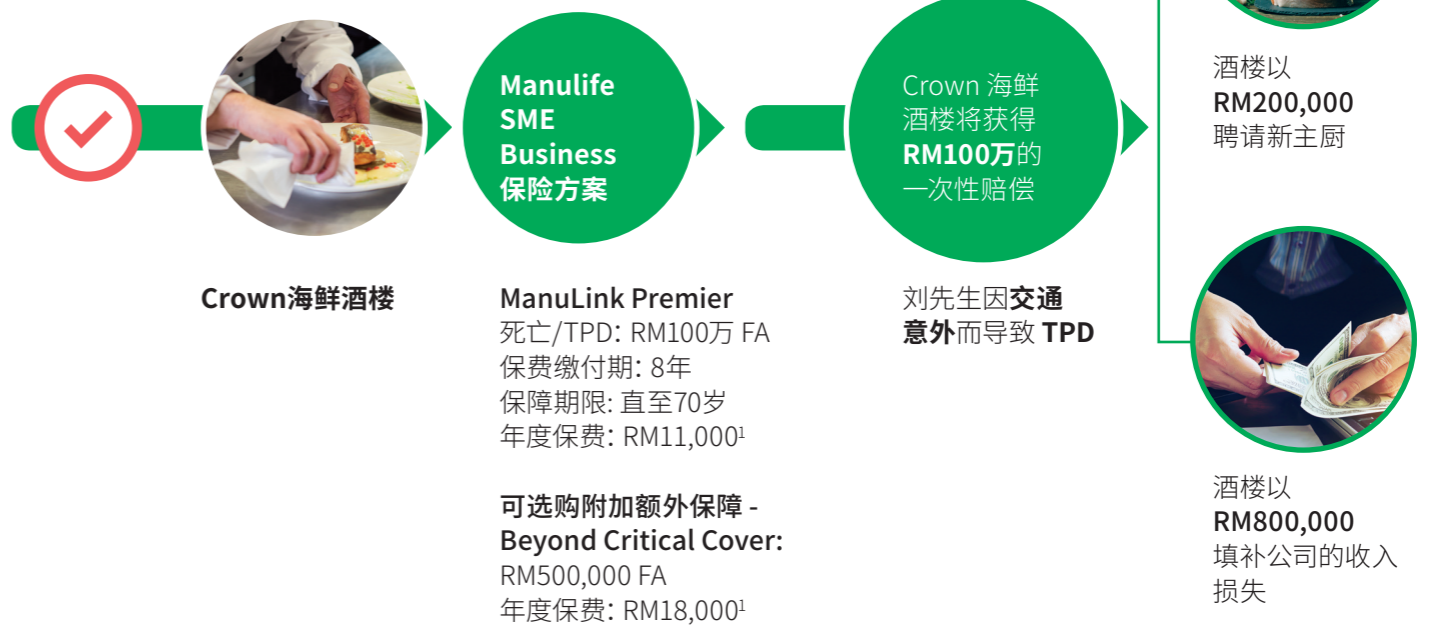 Manulife
SME
Business
保险方案
Crown 海鲜
酒楼将获得
RM100万的
一次性赔偿
酒楼以
RM200,000
聘请新主厨
Crown海鲜酒楼
ManuLink Premier
死亡/TPD: RM100万 FA
保费缴付期: 8年
保障期限: 直至70岁
年度保费: RM11,000¹
可选购附加额外保障 -
Beyond Critical Cover:
RM500,000 FA
年度保费: RM18,000¹
刘先生因交通
意外而导致 TPD
酒楼以
RM800,000
填补公司的收入
损失